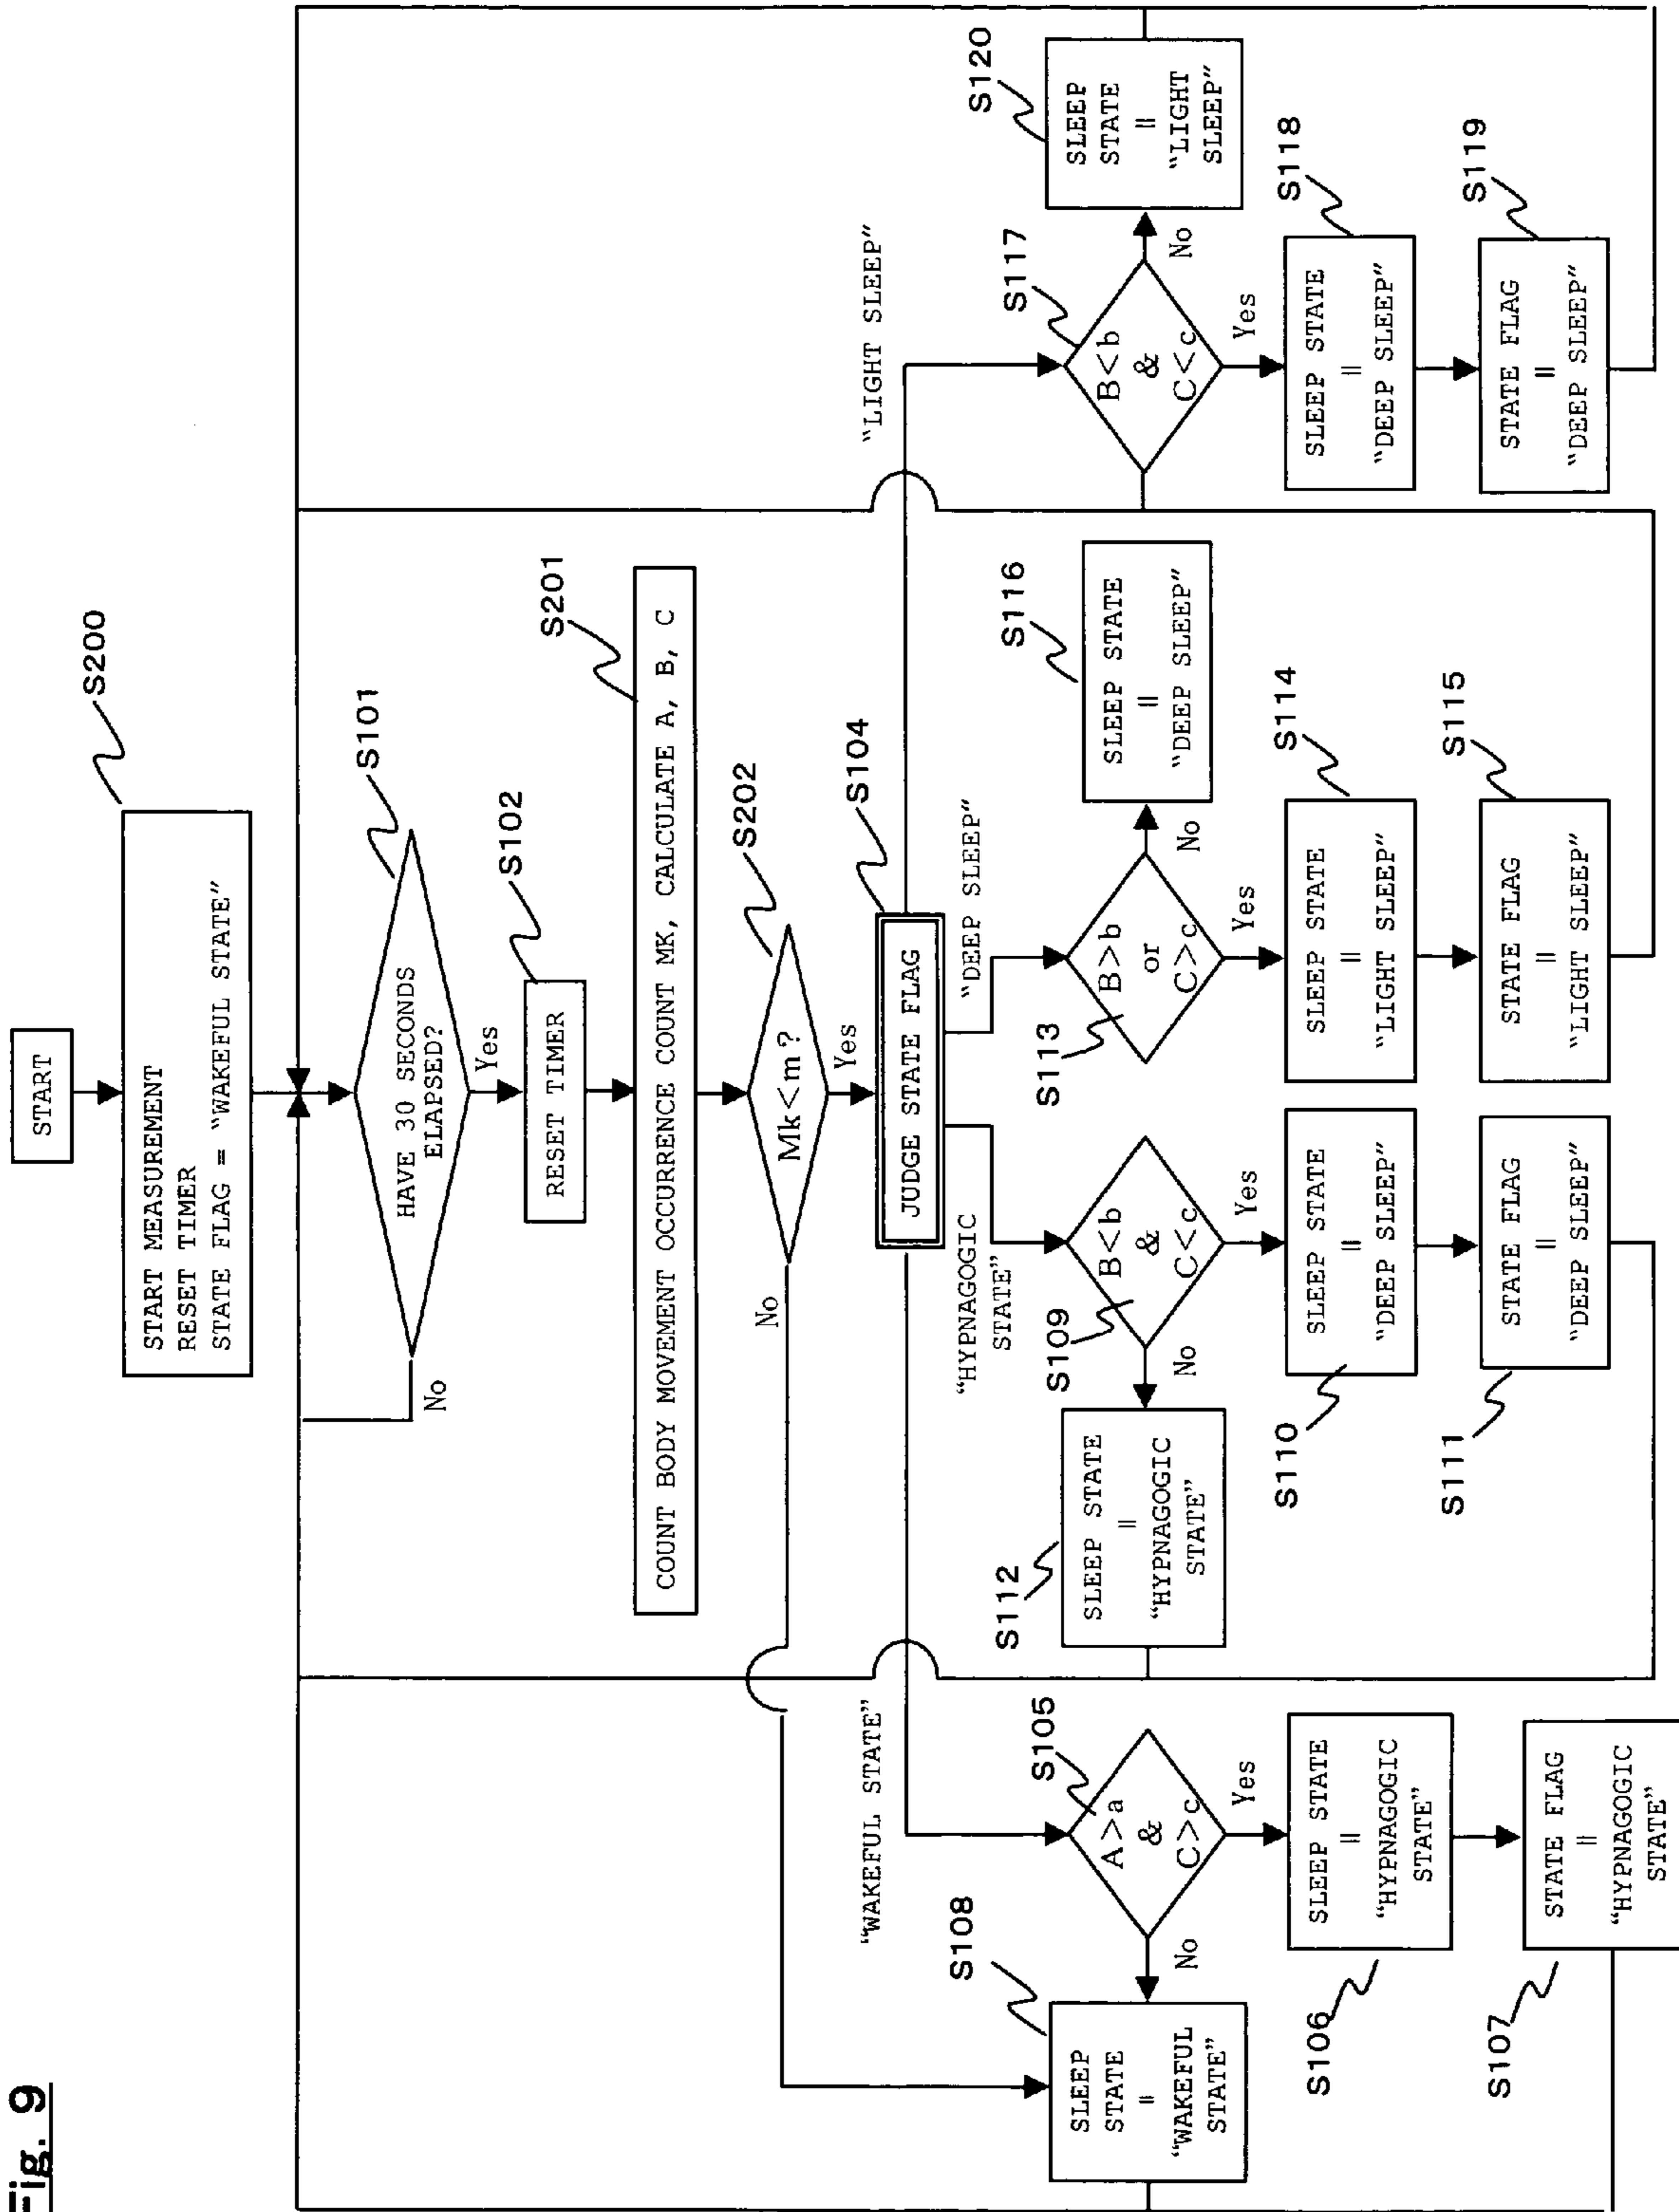 Fig. 9
START
START MEASUREMENT
RESET TIMER
STATE FLAG = "WAKEFUL STATE"
S200
HAVE 30 SECONDS
ELAPSED?
S101
No
Yes
RESET TIMER
S102
COUNT BODY MOVEMENT OCCURRENCE COUNT MK, CALCULATE A, B, C
S201
Mk<m?
S202
No
Yes
JUDGE STATE FLAG
S104
"WAKEFUL STATE"
"HYPNAGOGIC
STATE"
"DEEP SLEEP"
"LIGHT SLEEP"
S108
SLEEP
STATE
=
"WAKEFUL
STATE"
No
A>a
&
C>c
S105
Yes
SLEEP STATE
=
"HYPNAGOGIC
STATE"
S106
STATE FLAG
=
"HYPNAGOGIC
STATE"
S107
S112
SLEEP STATE
=
"HYPNAGOGIC
STATE"
No
B<b
&
C<c
S109
Yes
SLEEP STATE
=
"DEEP SLEEP"
S110
STATE FLAG
=
"DEEP SLEEP"
S111
B>b
or
C>c
S113
No
SLEEP STATE
=
"DEEP SLEEP"
S116
Yes
SLEEP STATE
=
"LIGHT SLEEP"
S114
STATE FLAG
=
"LIGHT SLEEP"
S115
B<b
&
C<c
S117
No
SLEEP
STATE
=
"LIGHT
SLEEP"
S120
Yes
SLEEP STATE
=
"DEEP SLEEP"
S118
STATE FLAG
=
"DEEP SLEEP"
S119